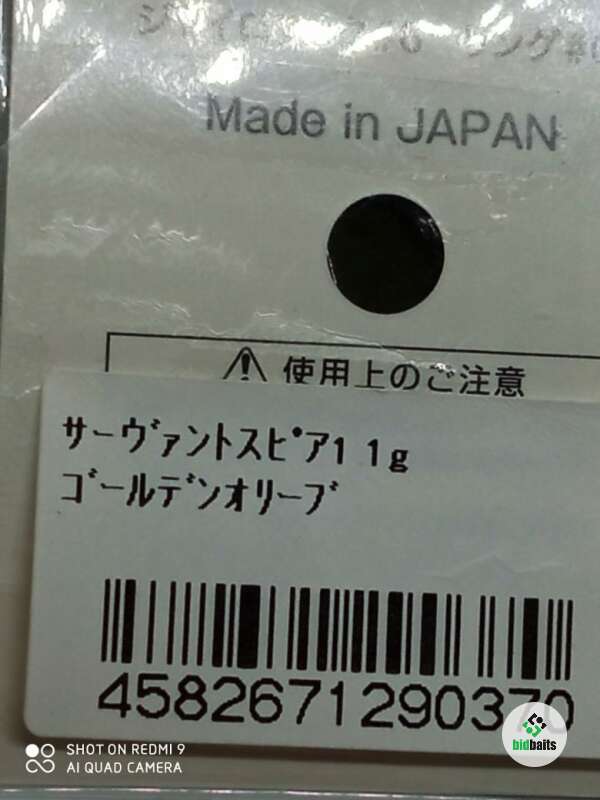 Made in JAPAN
⚠ 使用上のご注意
ｻｰｳﾞｧﾝﾄｽﾋﾟｱ1 1g
ｺﾞｰﾙﾃﾞﾝｵﾘｰﾌﾞ
4582671290370
bidbaits
SHOT ON REDMI 9
AI QUAD CAMERA